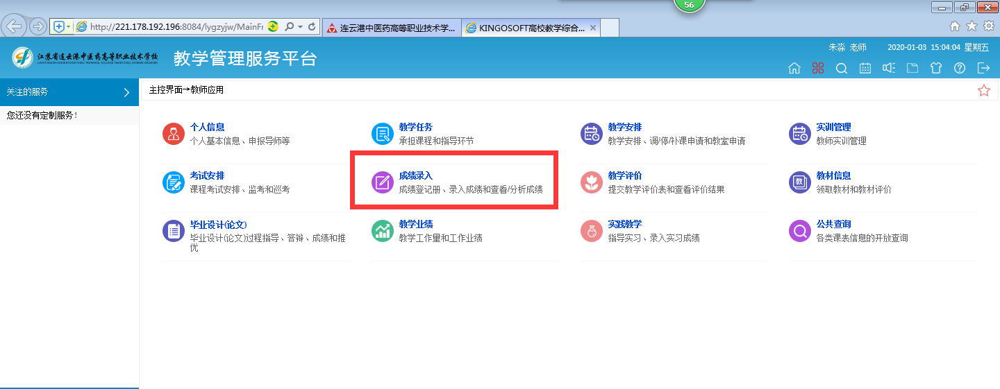 56
http://221.178.192.196:8084/lygzyjw/MainFr
连云港中医药高等职业技术学...
KINGOSOFT高校教学综合...
江苏省连云港中医药高等职业技术学校
教学管理服务平台
朱淼 老师
2020-01-03 15:04:04 星期五
关注的服务
您还没有定制服务!
主控界面→教师应用
个人信息
个人基本信息、申报导师等
教学任务
承担课程和指导环节
教学安排
教学安排、调/停/补课申请和教室申请
实训管理
教师实训管理
考试安排
课程考试安排、监考和巡考
成绩录入
成绩登记册、录入成绩和查看/分析成绩
教学评价
提交教学评价表和查看评价结果
教材信息
教
领取教材和教材评价
毕业设计(论文)
毕业设计(论文)过程指导、答辩、成绩和推
优
教学业绩
教学工作量和工作业绩
实践教学
指导实习、录入实习成绩
公共查询
各类课表信息的开放查询